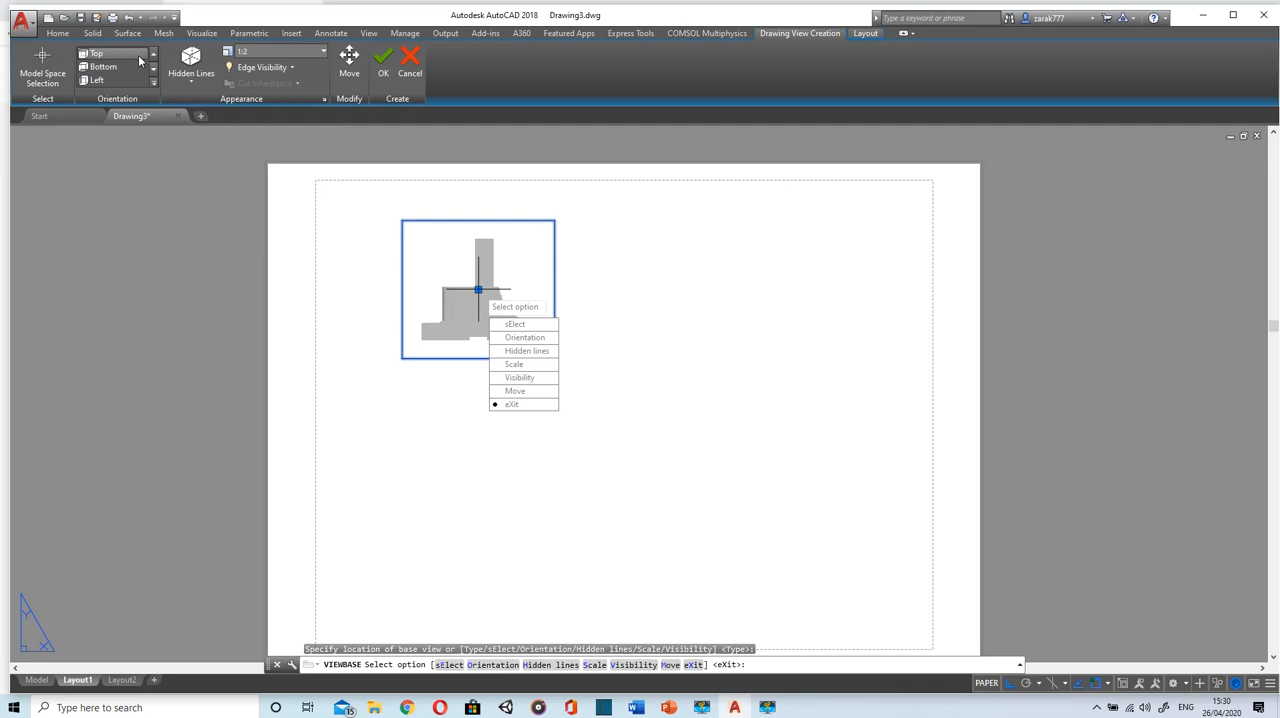 Autodesk AutoCAD 2018 Drawing3.dwg
Type a keyword or phrase
zarak777
Home Solid Surface Mesh Visualize Parametric Insert Annotate View Manage Output Add-ins A360 Featured Apps Express Tools COMSOL Multiphysics Drawing View Creation Layout
Model Space
Selection
Top
Bottom
Left
Hidden Lines
1:2
Edge Visibility
Cut Inheritance
Move
OK
Cancel
Select
Orientation
Appearance
Modify
Create
Start
Drawing3*
Select option
sElect
Orientation
Hidden lines
Scale
Visibility
Move
eXit
Y
X
Specify location of base view or [Type/sElect/Orientation/Hidden lines/Scale/Visibility] <Type>:
VIEWBASE Select option [sElect Orientation Hidden lines Scale Visibility Move eXit] <eXit>:
Model
Layout1
Layout2
PAPER
Type here to search
15
15:30
26/04/2020